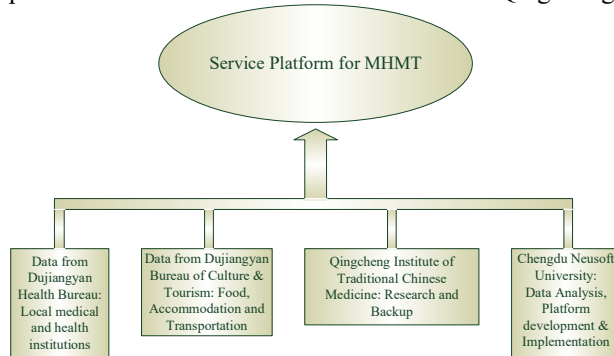 Service Platform for MHMT
Data from
Dujiangyan
Health Bureau:
Local medical
and health
institutions
Data from Dujiangyan
Bureau of Culture &
Tourism: Food,
Accommodation and
Transportation
Qingcheng Institute of
Traditional Chinese
Medicine: Research and
Backup
Chengdu Neusoft
University:
Data Analysis,
Platform
development &
Implementation